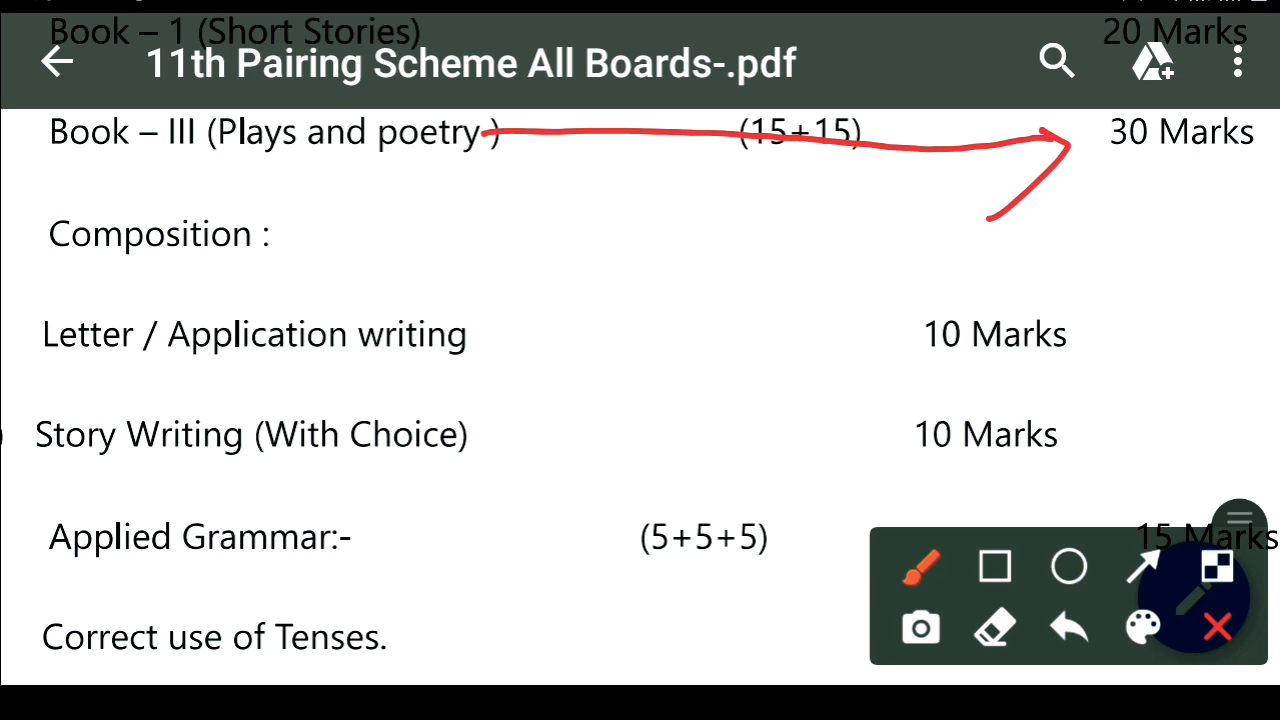 Book – 1 (Short Stories) 20 Marks
11th Pairing Scheme All Boards-.pdf
Book – III (Plays and poetry ) (15+15) 30 Marks
Composition :
Letter / Application writing 10 Marks
) Story Writing (With Choice) 10 Marks
Applied Grammar:- (5+5+5) 15 Marks
Correct use of Tenses.